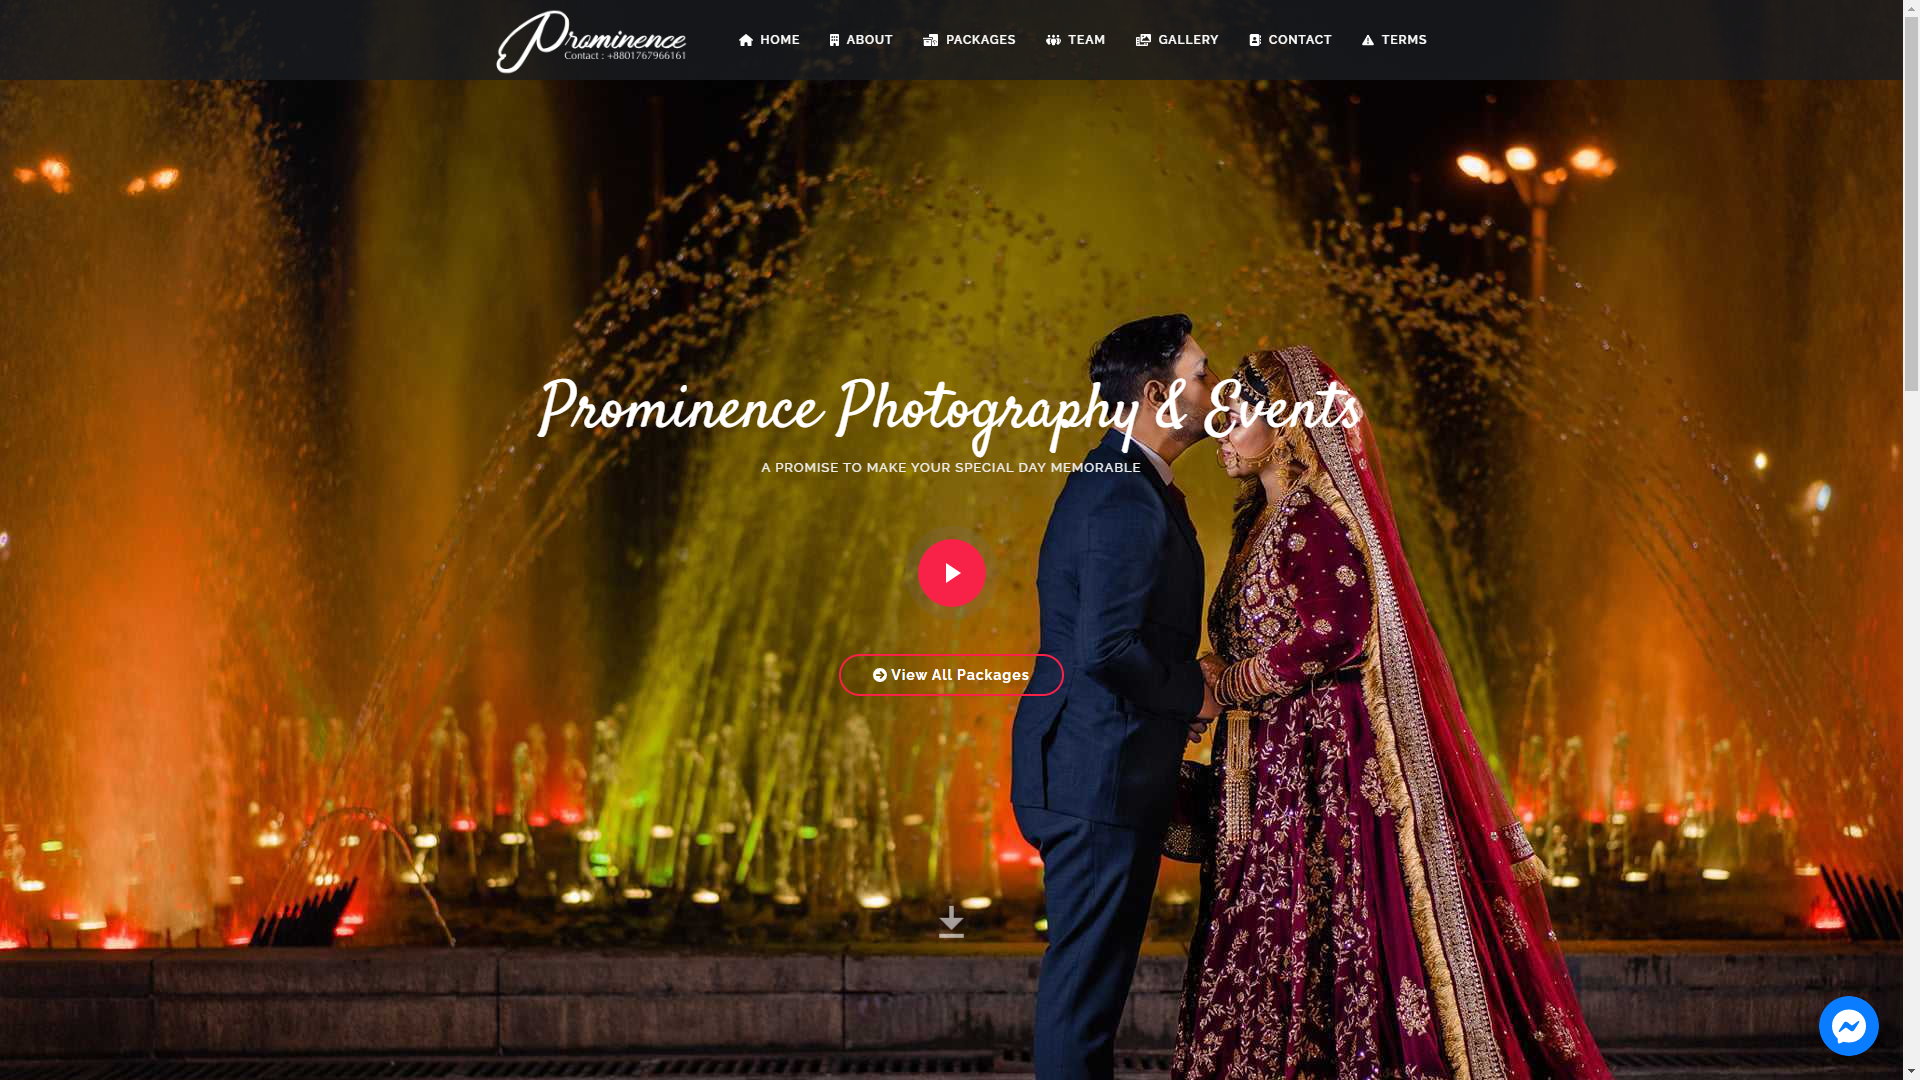 Prominence
Contact : +8801767966161
HOME
ABOUT
PACKAGES
TEAM
GALLERY
CONTACT
TERMS
Prominence Photography & Events
A PROMISE TO MAKE YOUR SPECIAL DAY MEMORABLE
View All Packages